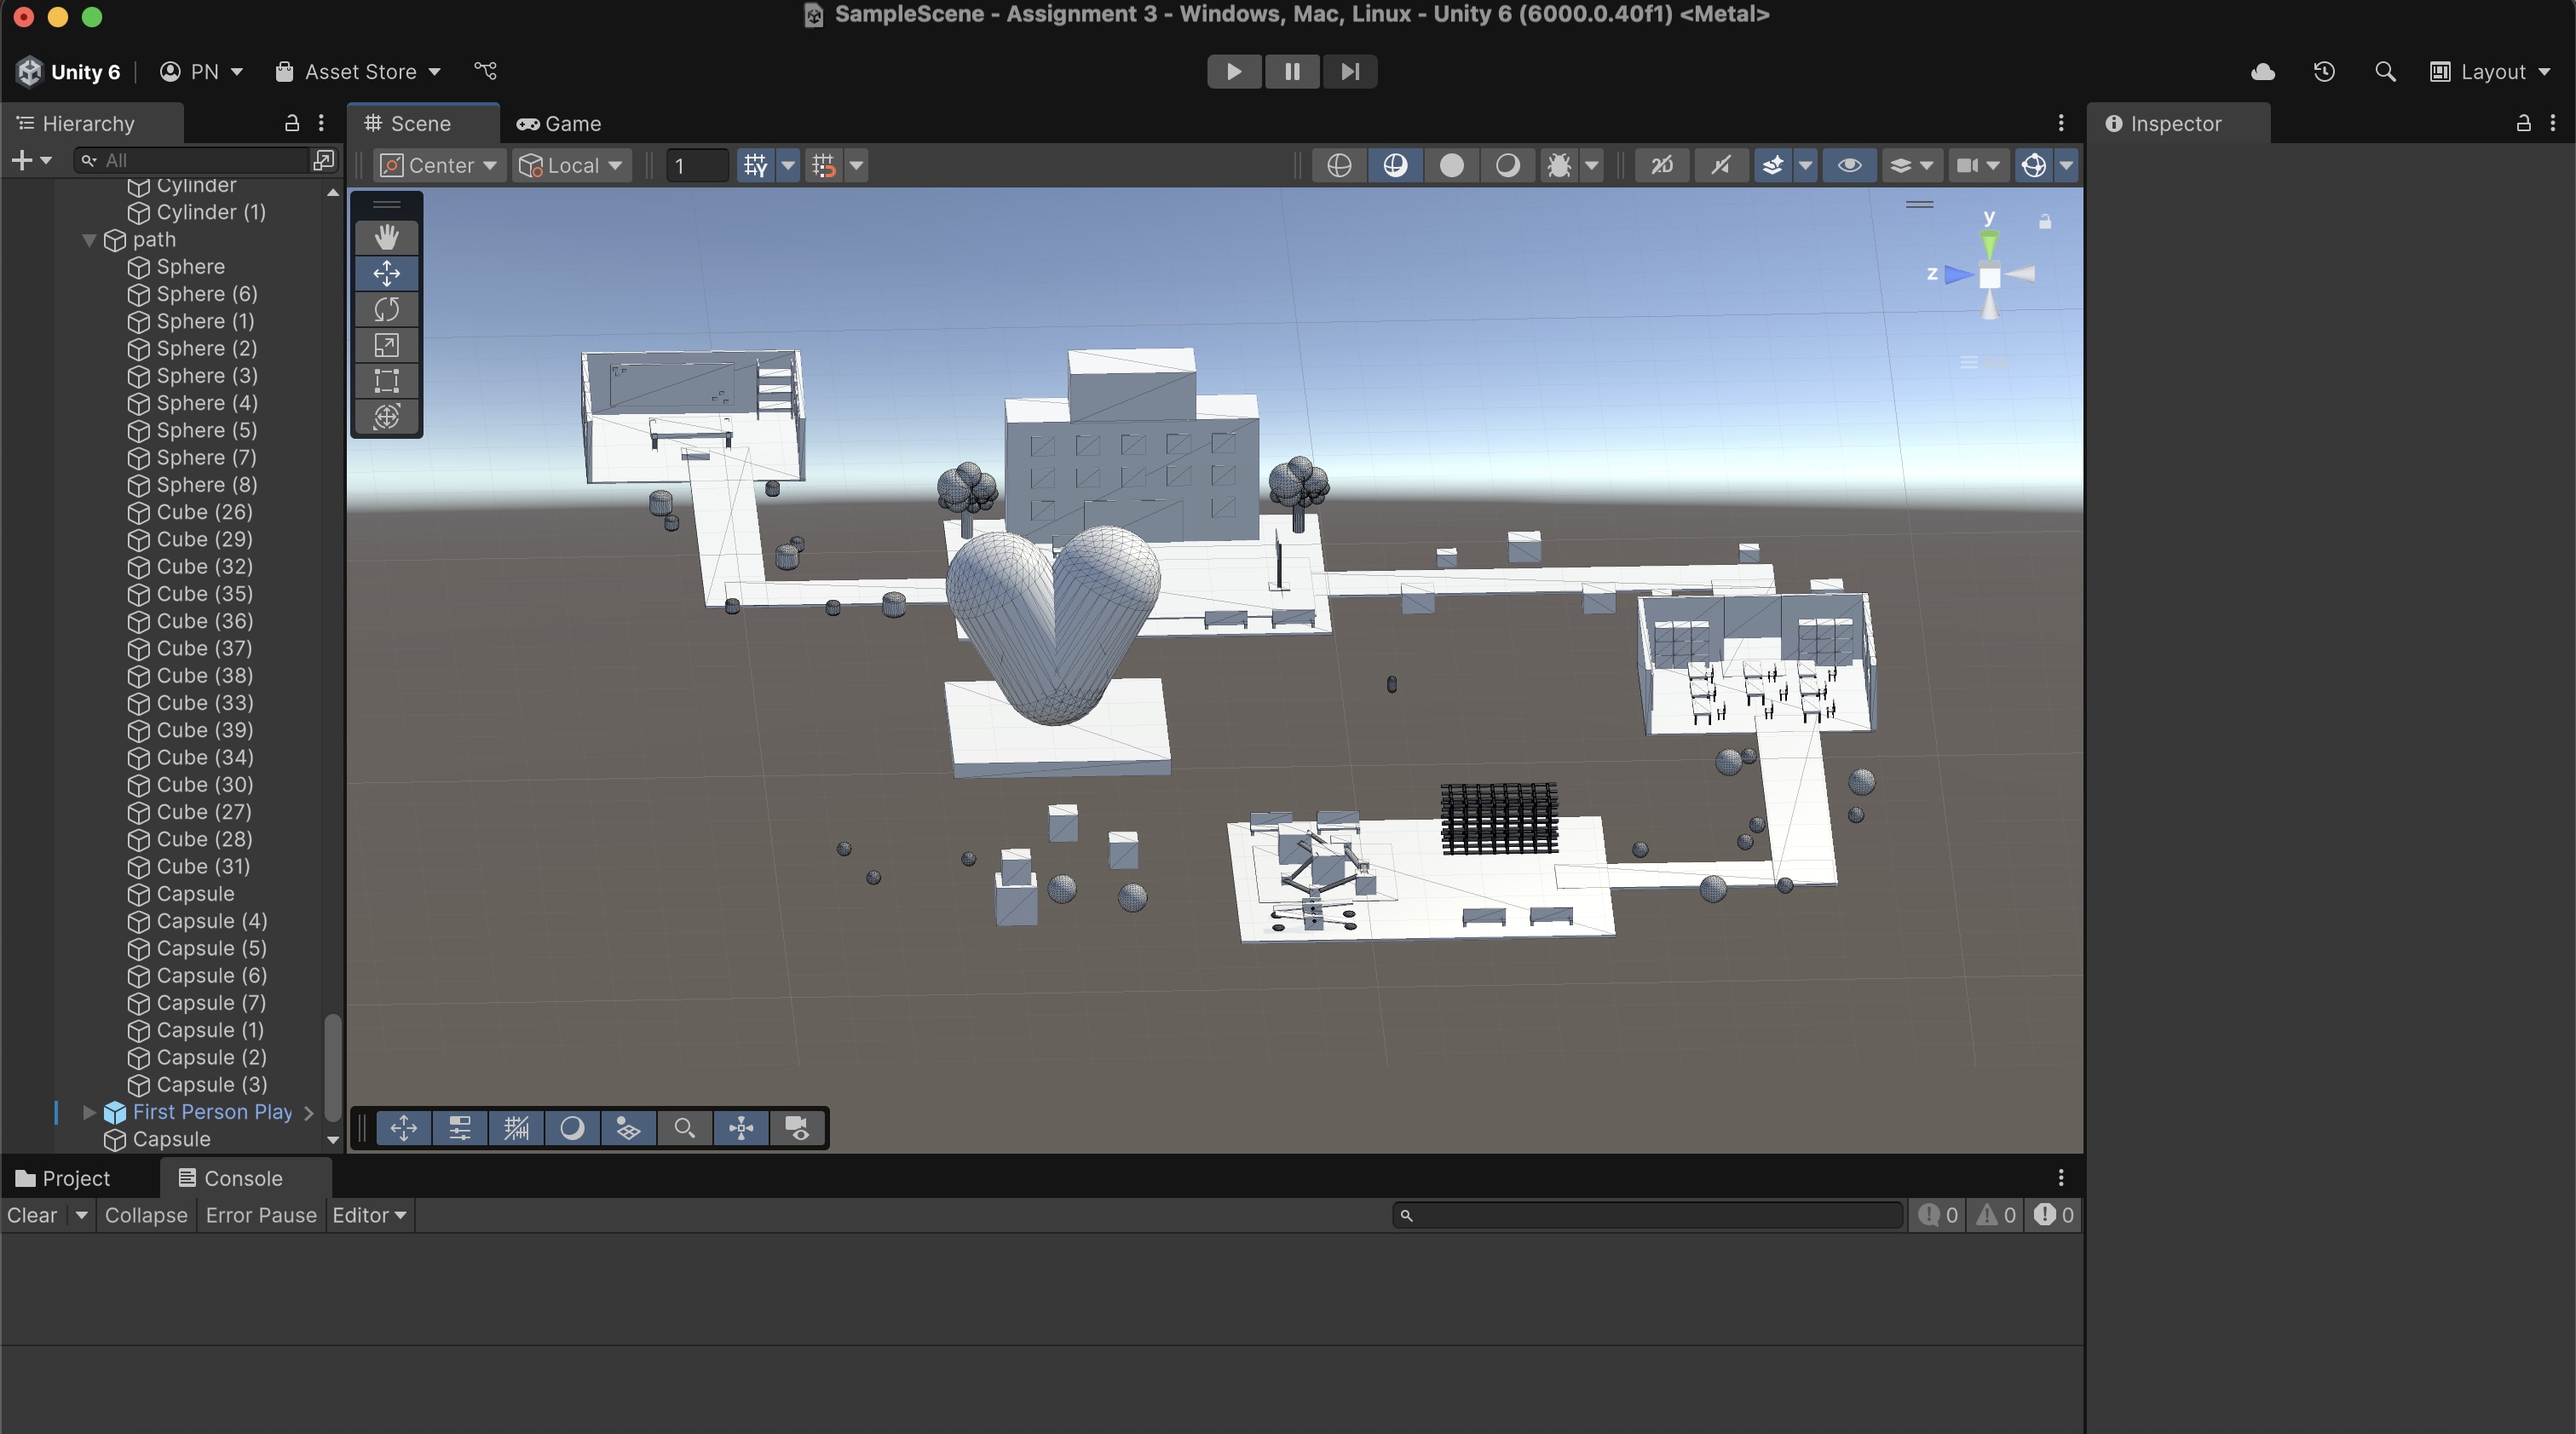 SampleScene - Assignment 3 - Windows, Mac, Linux - Unity 6 (6000.0.40f1) <Metal>
Unity 6
PN
Asset Store
Layout
Hierarchy
Scene
Game
Inspector
All
Center
Local
1
2D
Cylinder
Cylinder (1)
path
Sphere
Sphere (6)
Sphere (1)
Sphere (2)
Sphere (3)
Sphere (4)
Sphere (5)
Sphere (7)
Sphere (8)
Cube (26)
Cube (29)
Cube (32)
Cube (35)
Cube (36)
Cube (37)
Cube (38)
Cube (33)
Cube (39)
Cube (34)
Cube (30)
Cube (27)
Cube (28)
Cube (31)
Capsule
Capsule (4)
Capsule (5)
Capsule (6)
Capsule (7)
Capsule (1)
Capsule (2)
Capsule (3)
First Person Play
Capsule
y
z
Project
Console
Clear
Collapse
Error Pause
Editor
0
0
0